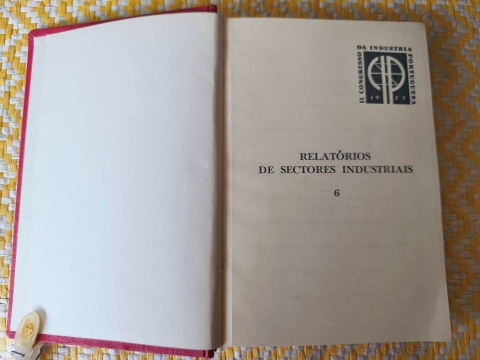 II CONGRESSO DA INDUSTRIA PORTUGUESA
RELATÓRIOS
DE SECTORES INDUSTRIAIS
6